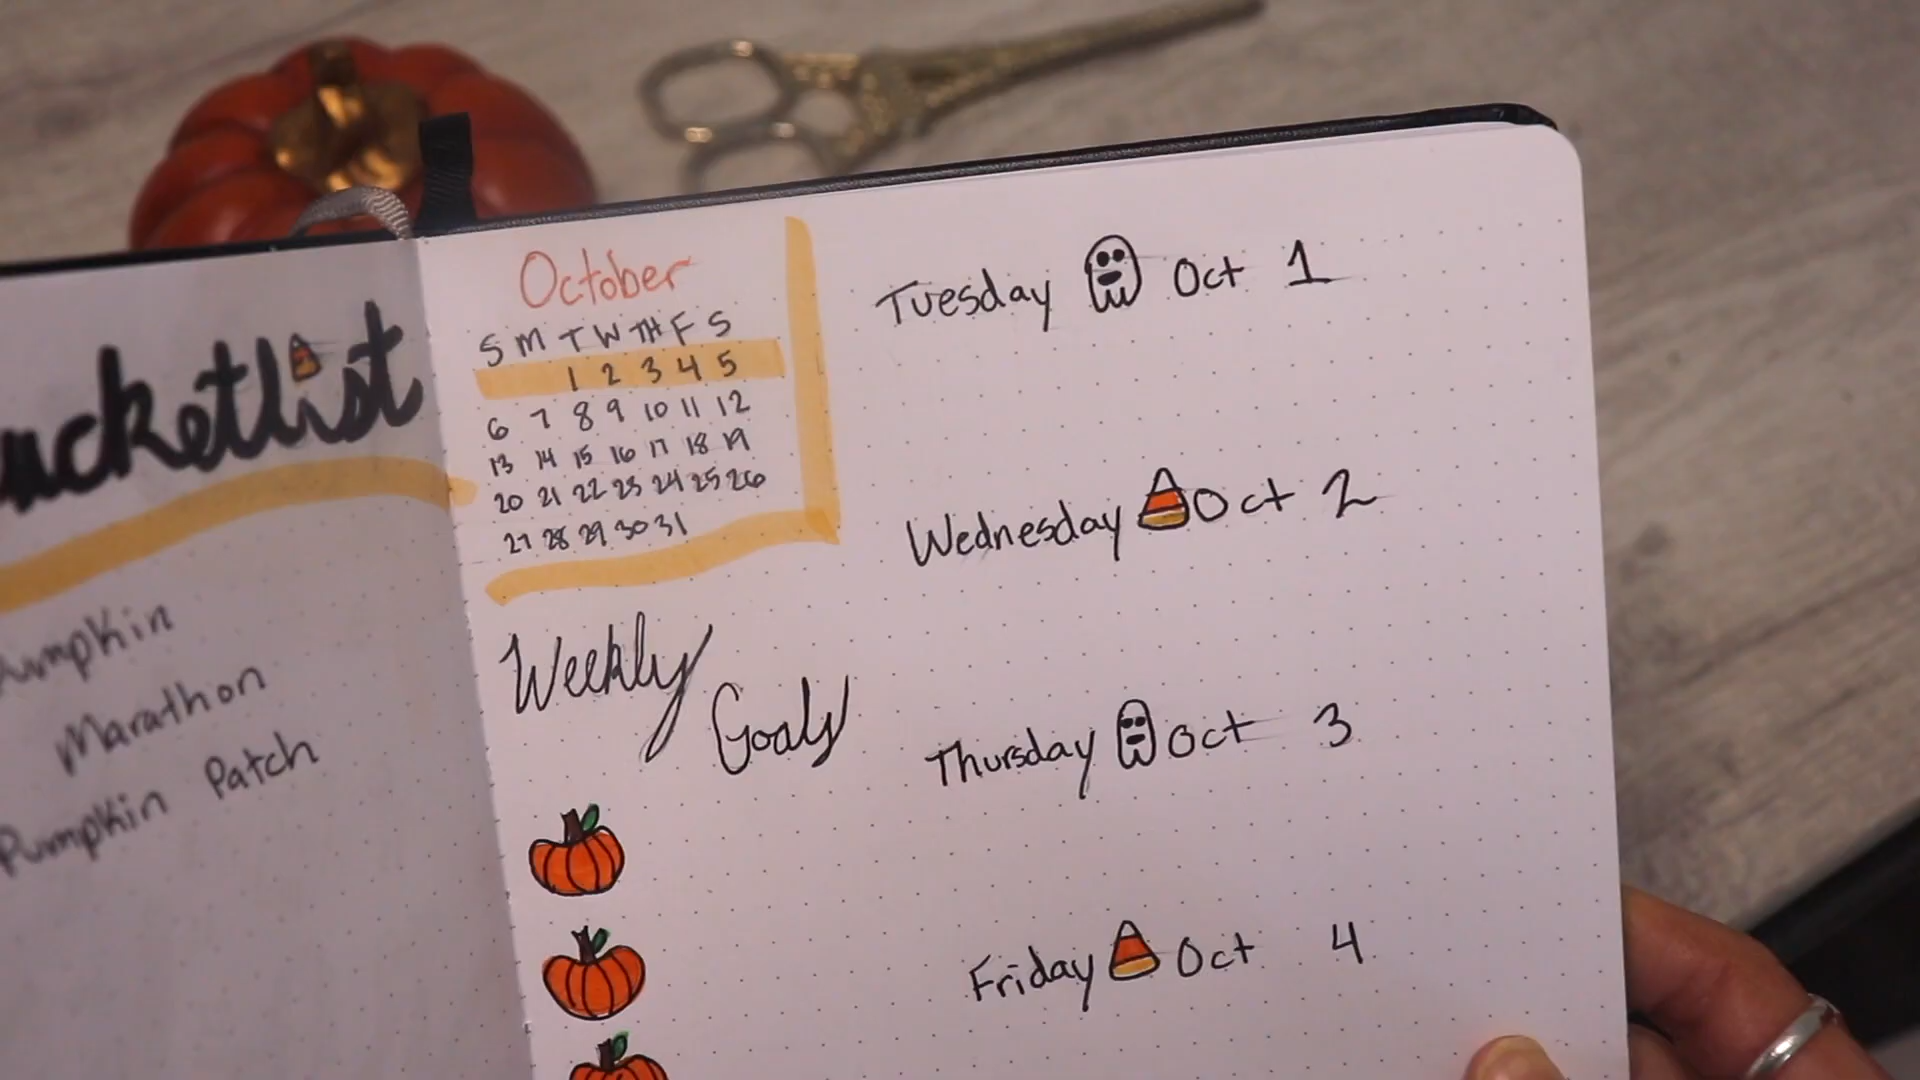 Bucketlist
Pumpkin
Marathon
Pumpkin Patch
October
S M T W TH F S
1 2 3 4 5
6 7 8 9 10 11 12
13 14 15 16 17 18 19
20 21 22 23 24 25 26
27 28 29 30 31
Weekly
Goals
Tuesday Oct 1
Wednesday Oct 2
Thursday Oct 3
Friday Oct 4